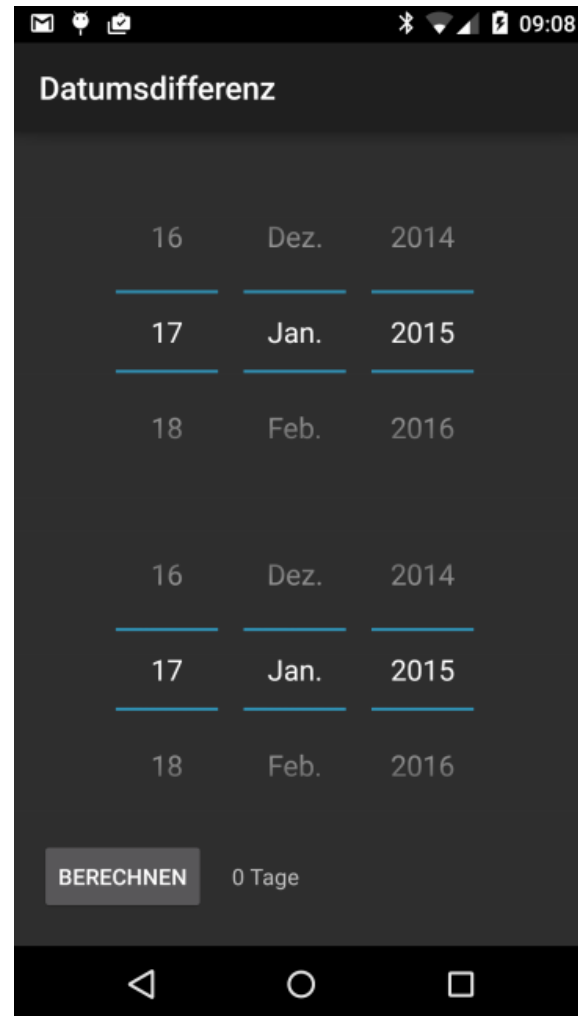 09:08
Datumsdifferenz
16 Dez. 2014
17 Jan. 2015
18 Feb. 2016
16 Dez. 2014
17 Jan. 2015
18 Feb. 2016
BERECHNEN 0 Tage